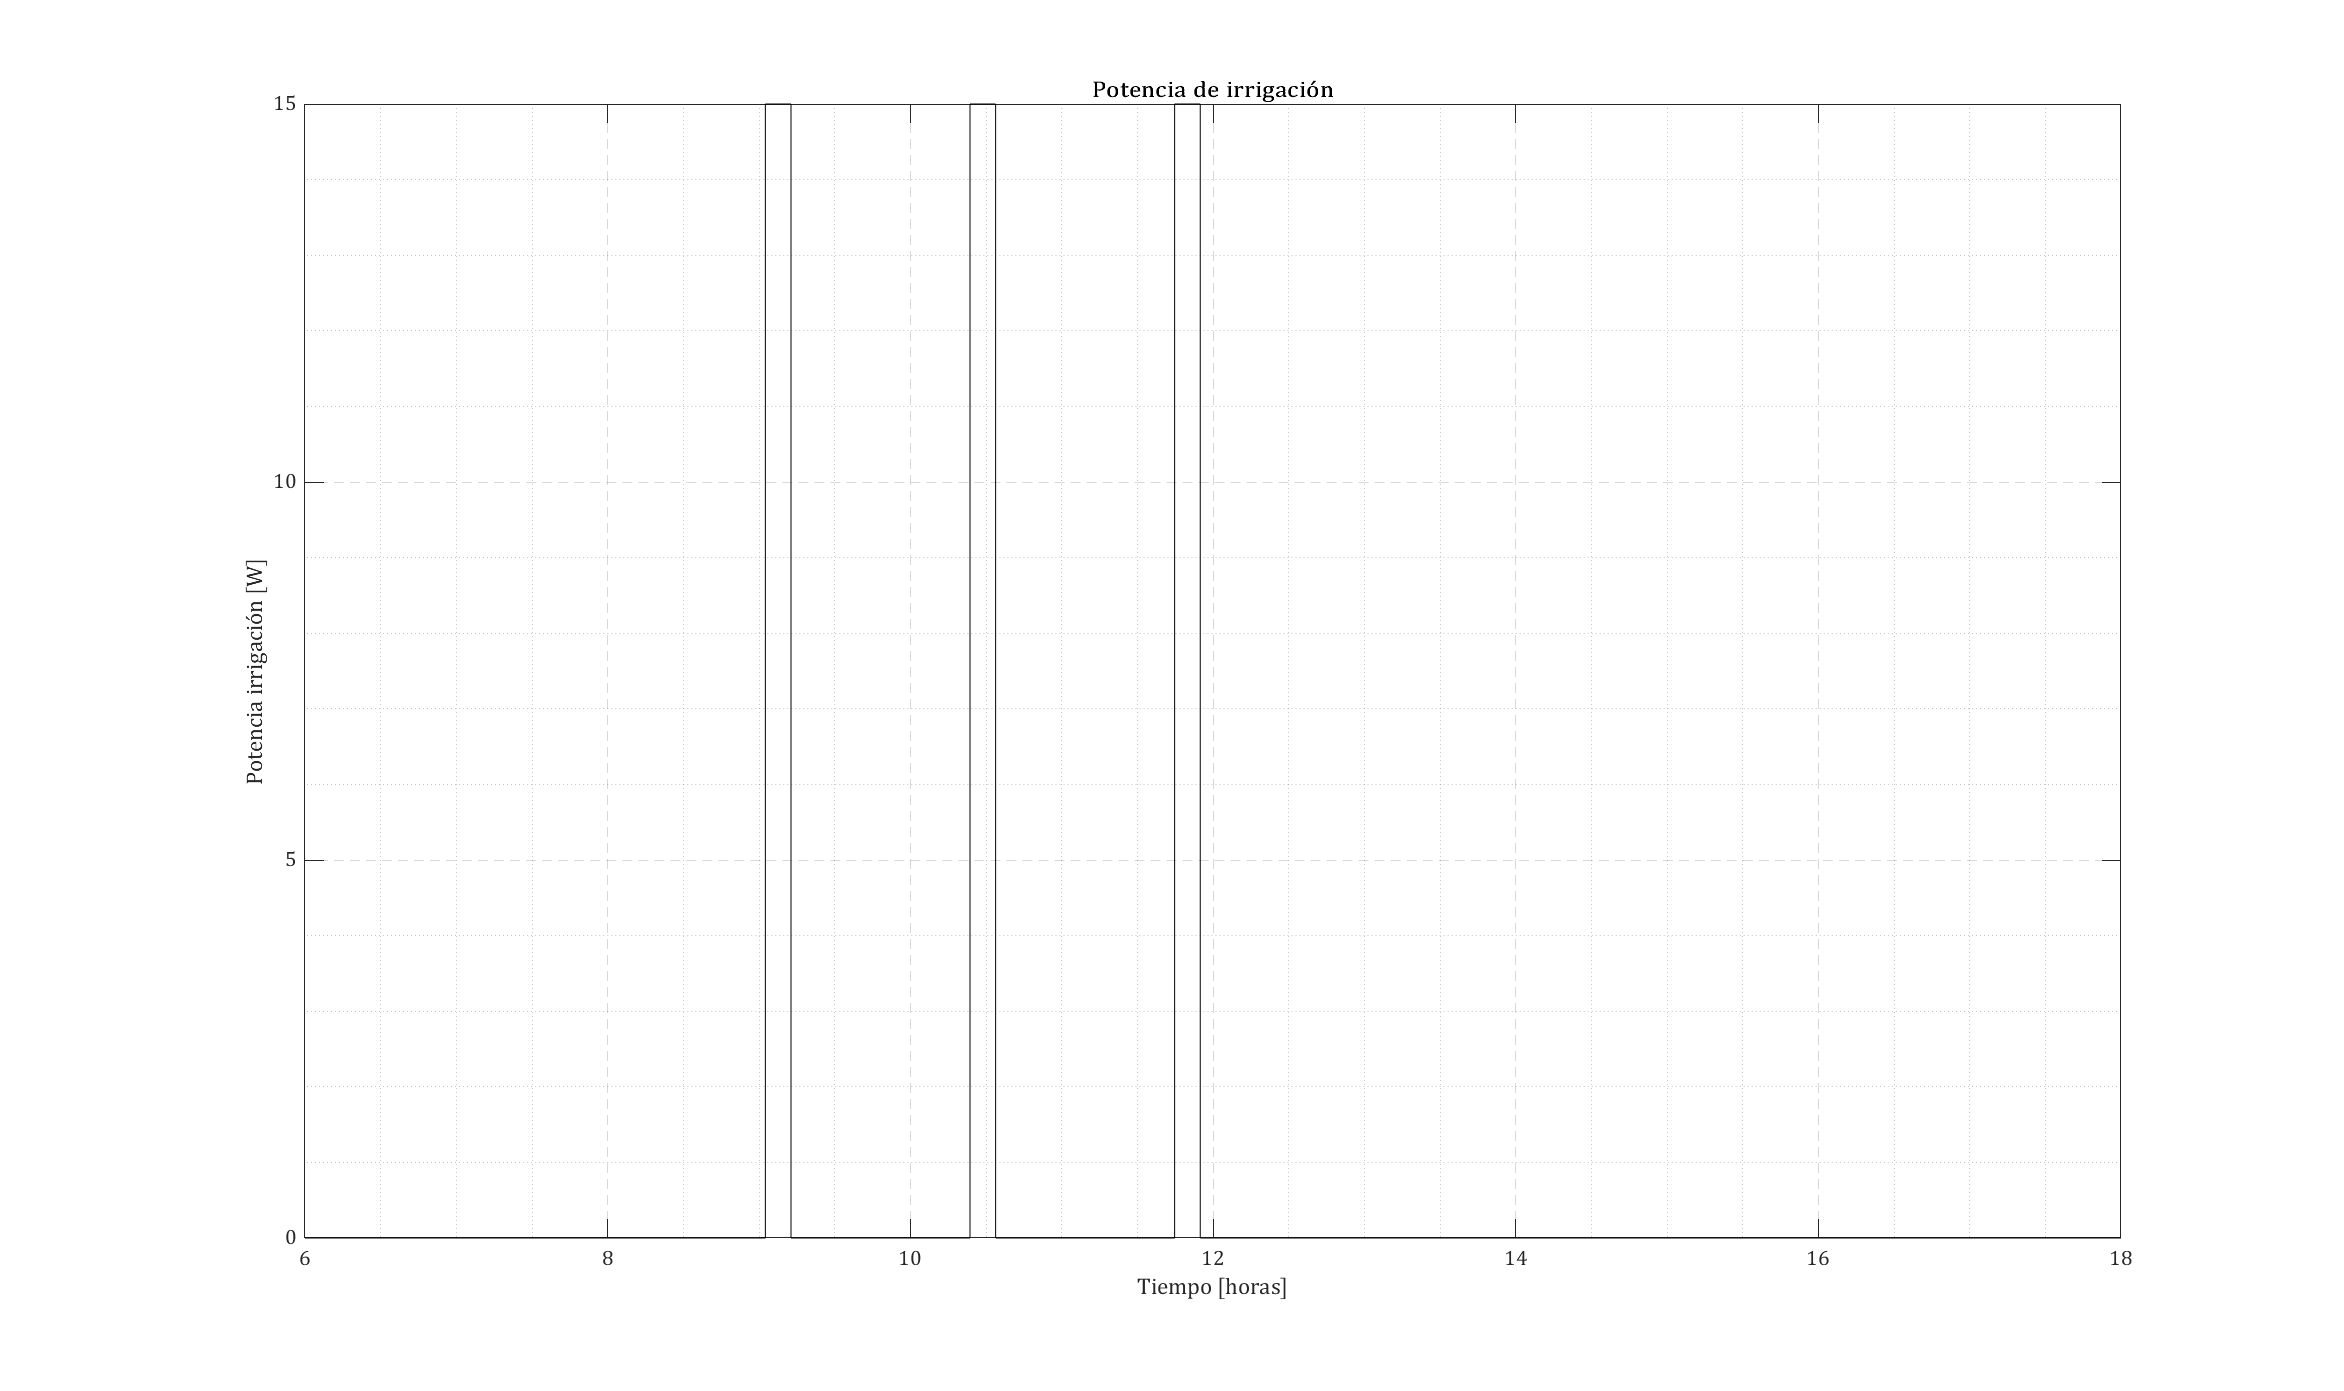 Potencia de irrigación
15
10
5
0
Potencia irrigación [W]
6 8 10 12 14 16 18
Tiempo [horas]